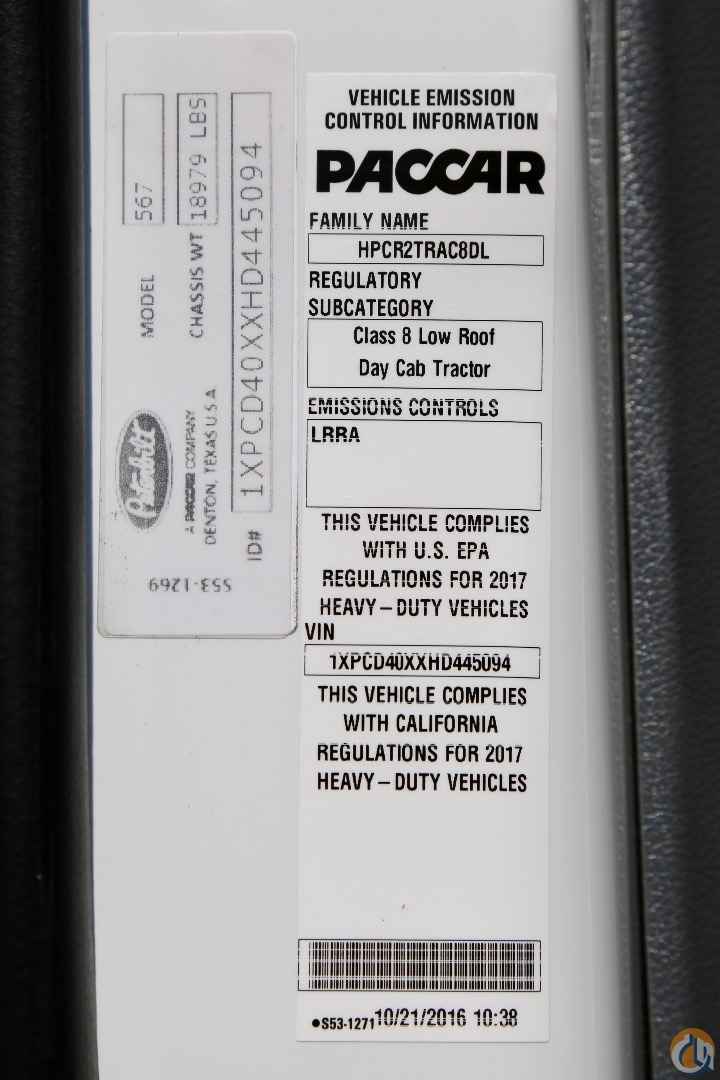 MODEL 567
CHASSIS WT 18979 LBS
Peterbilt
A PACCAR COMPANY
DENTON, TEXAS U.S.A.
ID# 1XPCD40XXHD445094
S53-1269
VEHICLE EMISSION
CONTROL INFORMATION
PACCAR
FAMILY NAME
HPCR2TRAC8DL
REGULATORY
SUBCATEGORY
Class 8 Low Roof
Day Cab Tractor
EMISSIONS CONTROLS
LRRA
THIS VEHICLE COMPLIES
WITH U.S. EPA
REGULATIONS FOR 2017
HEAVY-DUTY VEHICLES
VIN
1XPCD40XXHD445094
THIS VEHICLE COMPLIES
WITH CALIFORNIA
REGULATIONS FOR 2017
HEAVY-DUTY VEHICLES
●S53-1271 10/21/2016 10:38